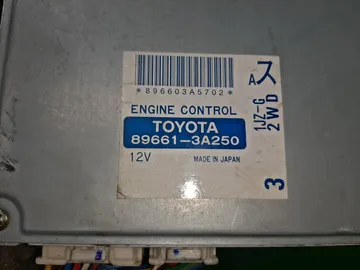 *896603A5702*
ENGINE CONTROL
TOYOTA
89661-3A250
12V
MADE IN JAPAN
A ス
1JZ-G
2WD
3